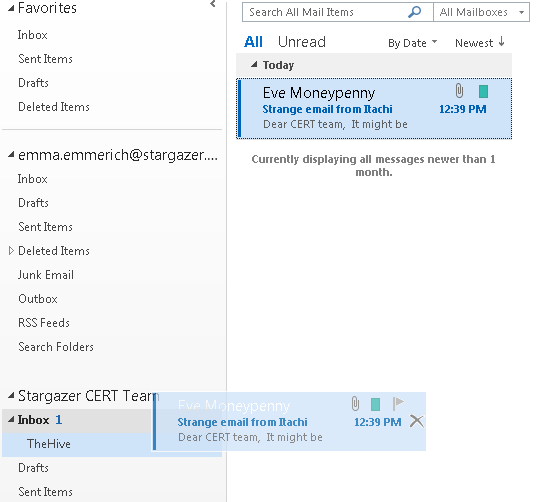 Favorites
Inbox
Sent Items
Drafts
Deleted Items
emma.emmerich@stargazer....
Inbox
Drafts
Sent Items
Deleted Items
Junk Email
Outbox
RSS Feeds
Search Folders
Stargazer CERT Team
Inbox 1
TheHive
Drafts
Sent Items
Search All Mail Items
All Mailboxes
All Unread By Date Newest
Today
Eve Moneypenny
Strange email from Itachi 12:39 PM
Dear CERT team, It might be
Currently displaying all messages newer than 1
month.
Eve Moneypenny
Strange email from Itachi 12:39 PM
Dear CERT team, It might be